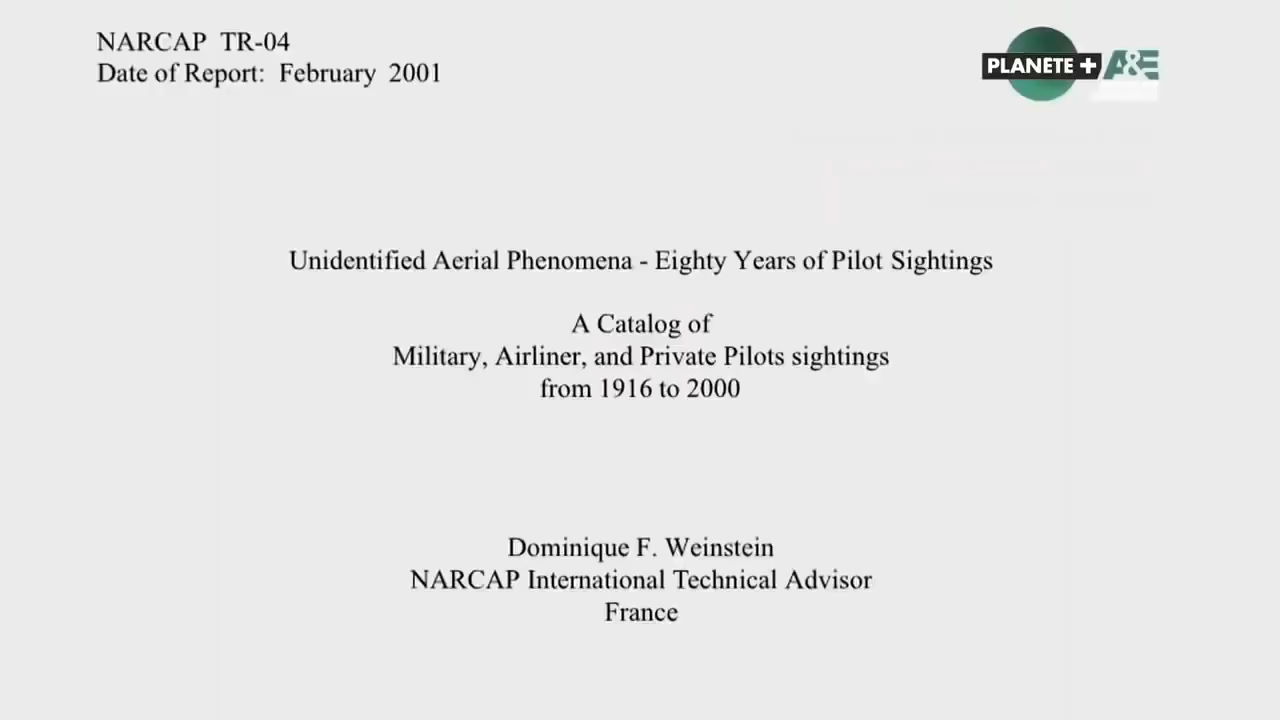 NARCAP TR-04
Date of Report: February 2001
PLANETE + A&E
Unidentified Aerial Phenomena - Eighty Years of Pilot Sightings
A Catalog of
Military, Airliner, and Private Pilots sightings
from 1916 to 2000
Dominique F. Weinstein
NARCAP International Technical Advisor
France